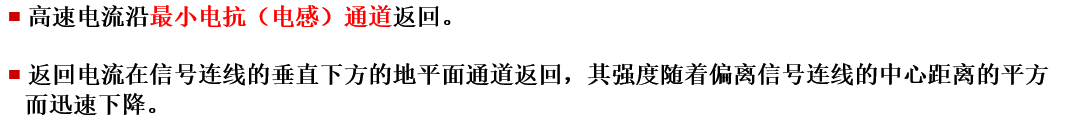 ▪ 高速电流沿最小电抗（电感）通道返回。
▪ 返回电流在信号连线的垂直下方的地平面通道返回，其强度随着偏离信号连线的中心距离的平方
而迅速下降。